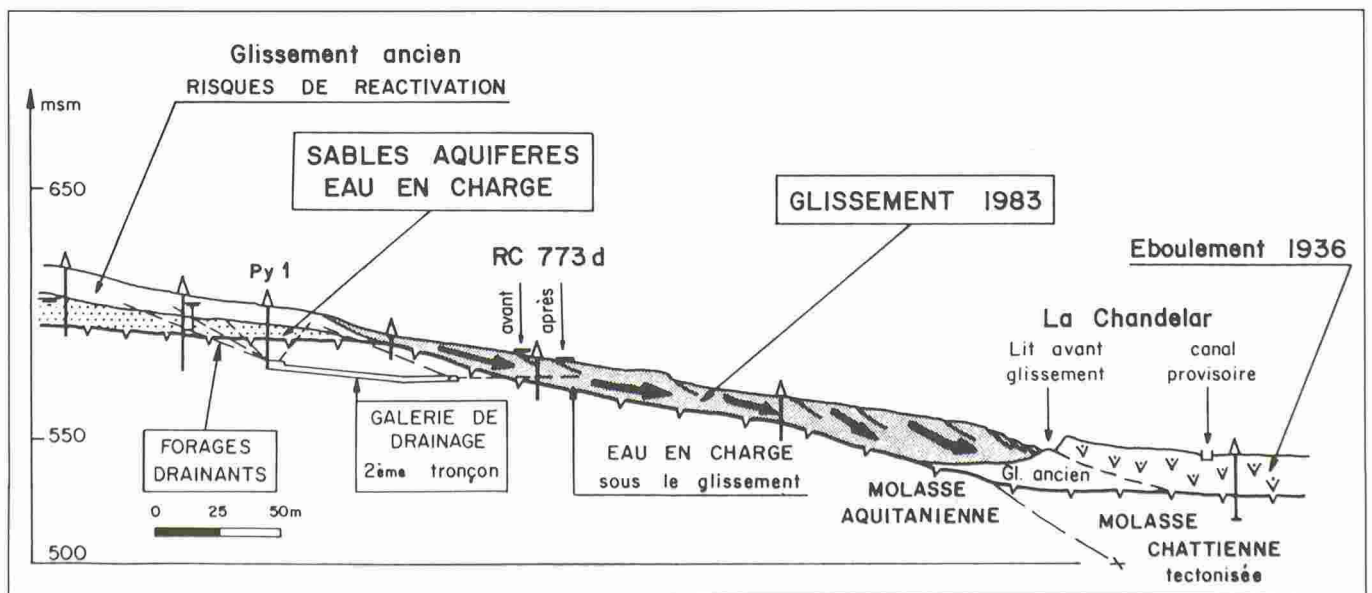 Glissement ancien
RISQUES DE REACTIVATION
msm
SABLES AQUIFERES
EAU EN CHARGE
650
GLISSEMENT 1983
RC 773 d
Eboulement 1936
Py 1
avant
après
La Chandelar
Lit avant
glissement
canal
provisoire
550
FORAGES
DRAINANTS
GALERIE DE
DRAINAGE
2ème tronçon
EAU EN CHARGE
sous le glissement
Gl. ancien
MOLASSE
AQUITANIENNE
MOLASSE
CHATTIENNE
tectonisée
0 25 50m
500